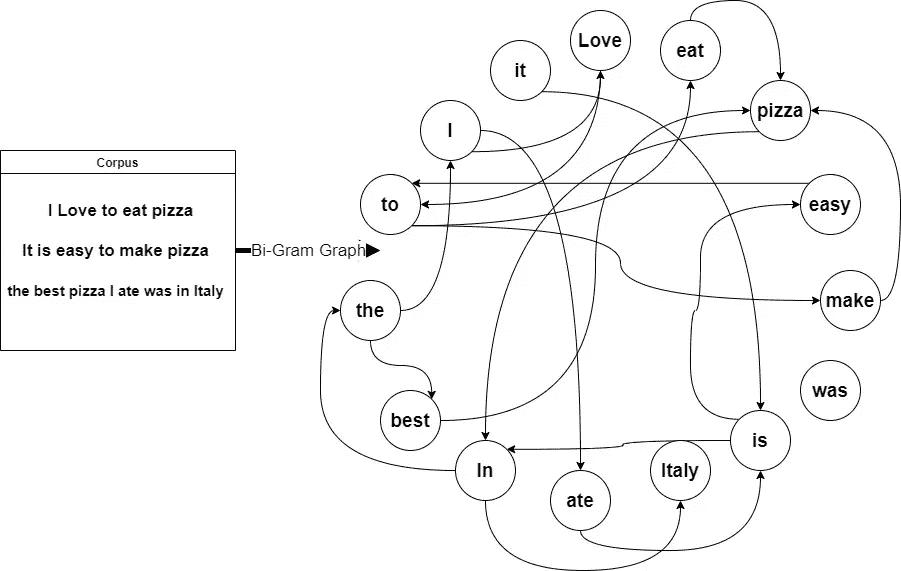 Corpus
I Love to eat pizza
It is easy to make pizza
the best pizza I ate was in Italy
Bi-Gram Graph
Love
eat
it
pizza
I
to
easy
the
make
was
best
is
In
Italy
ate